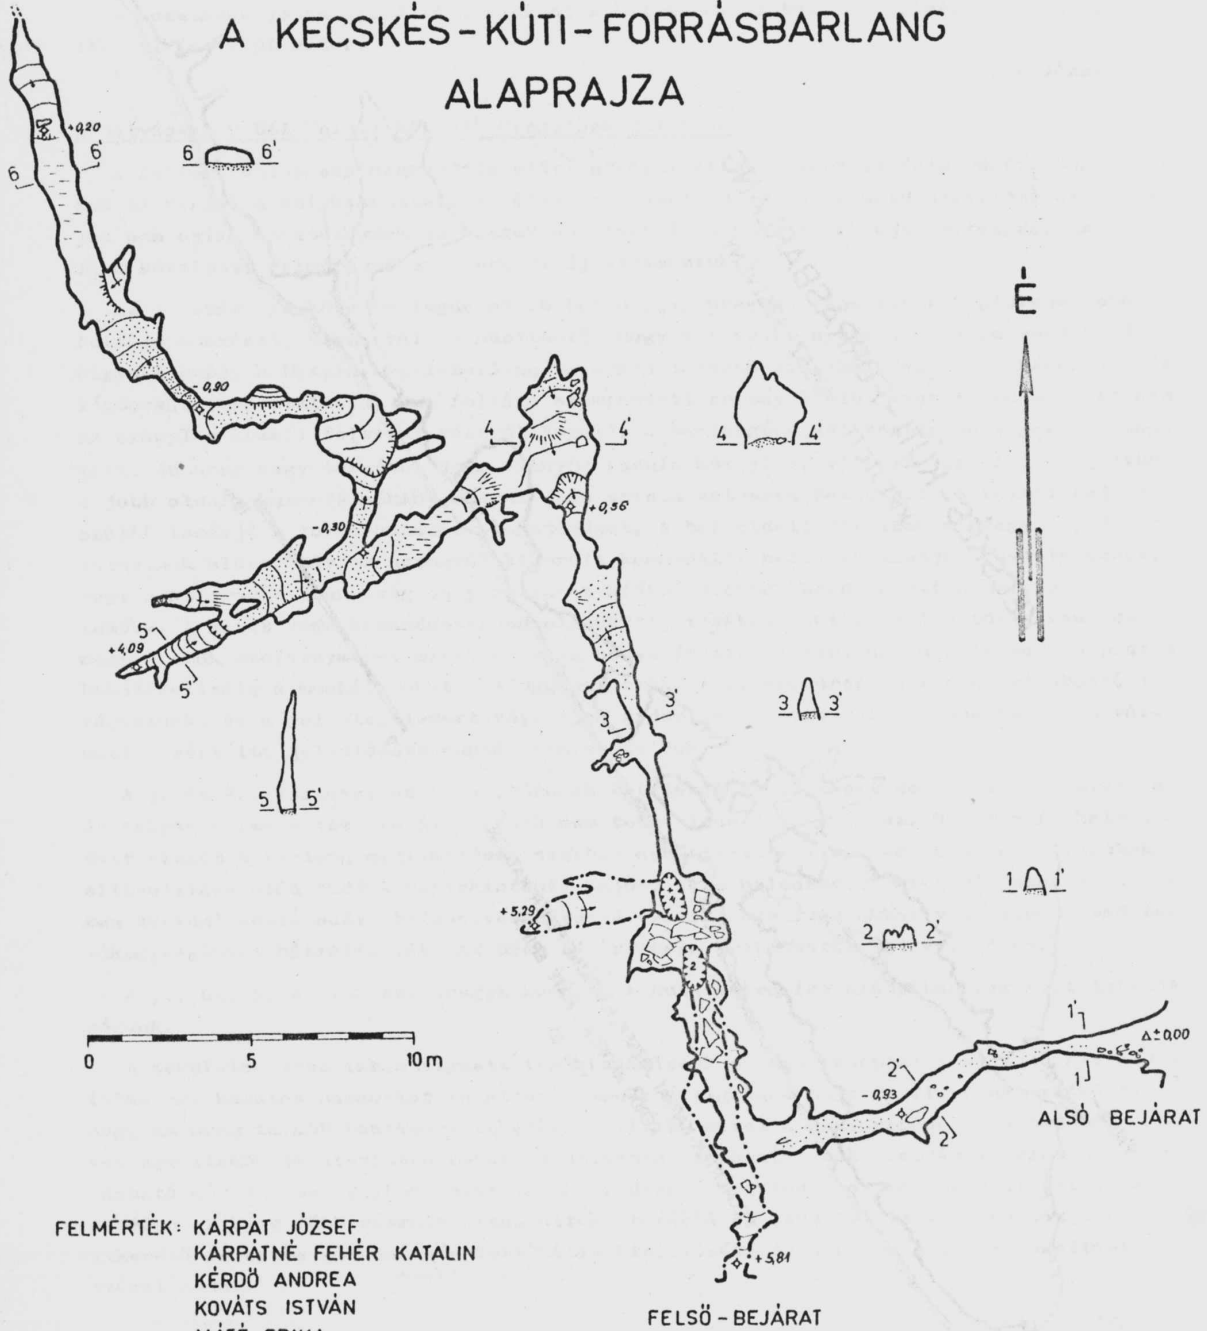 A KECSKÉS-KÚTI-FORRÁSBARLANG
ALAPRAJZA
+0,20
6 6'
6 6'
É
-0,90
4 4'
4 4'
+0,36
-0,30
5
+4,09
5'
3 3'
3 3'
5 5'
1 1'
+5,29
2 2'
2
1'
Δ±0,00
0 10 m
2'
-0,93
1
2
ALSÓ BEJÁRAT
+5,81
FELMÉRTÉK: KÁRPÁT JÓZSEF
KÁRPÁTNÉ FEHÉR KATALIN
KÉRDŐ ANDREA
KOVÁTS ISTVÁN
FELSŐ-BEJÁRAT